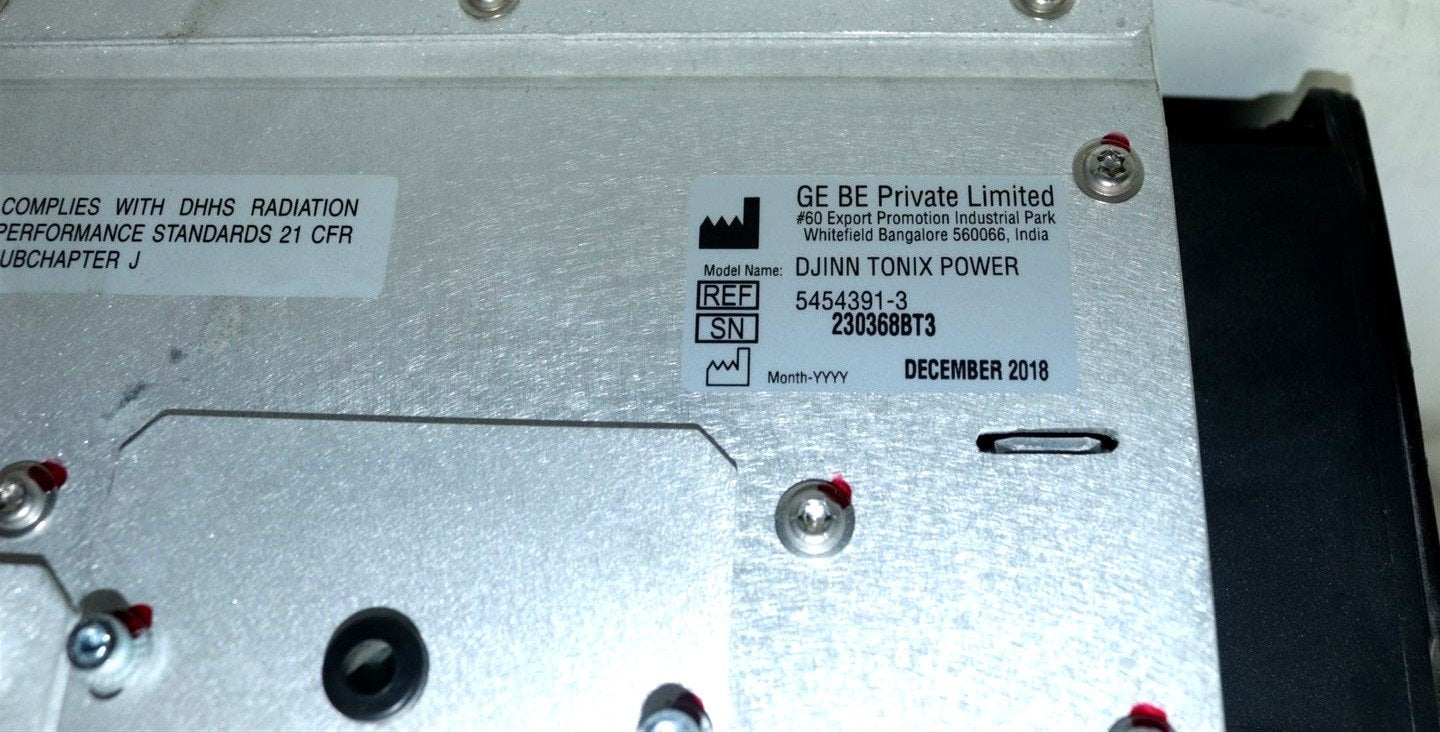 COMPLIES WITH DHHS RADIATION
PERFORMANCE STANDARDS 21 CFR
UBCHAPTER J
GE BE Private Limited
#60 Export Promotion Industrial Park
Whitefield Bangalore 560066, India
Model Name: DJINN TONIX POWER
REF 5454391-3
SN 230368BT3
Month-YYYY DECEMBER 2018